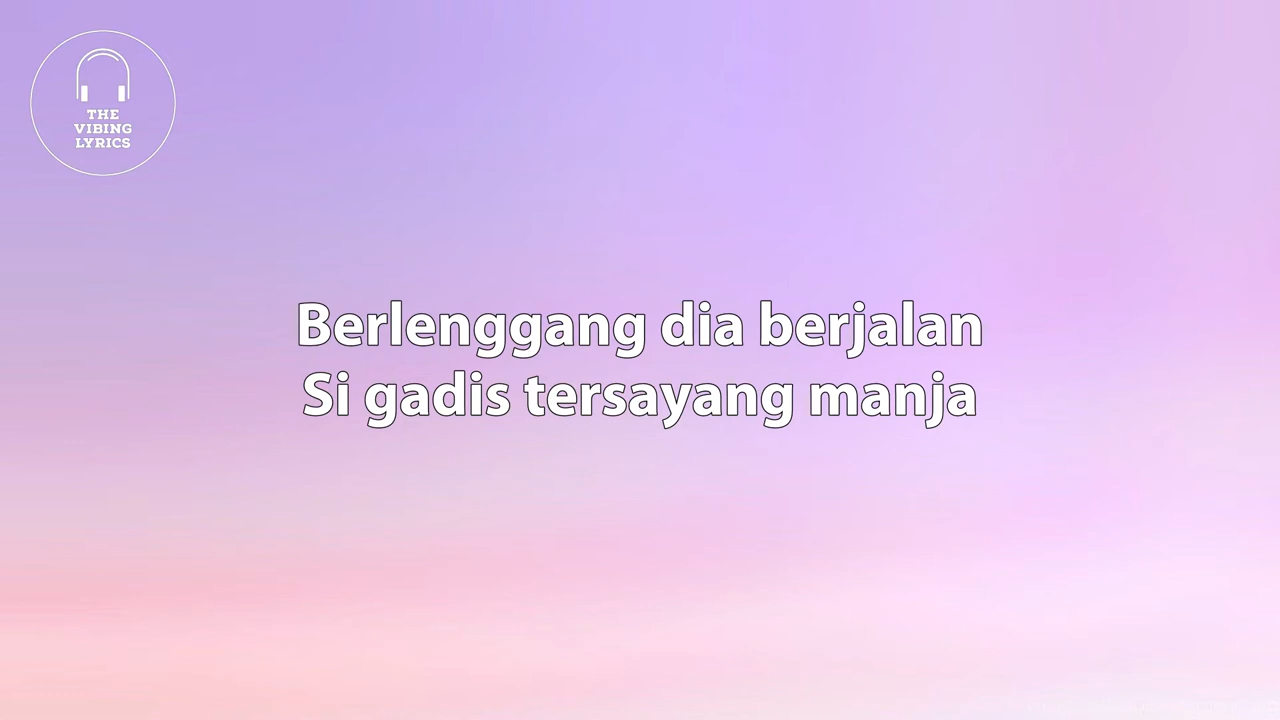 THE
VIBING
LYRICS
Berlenggang dia berjalan
Si gadis tersayang manja